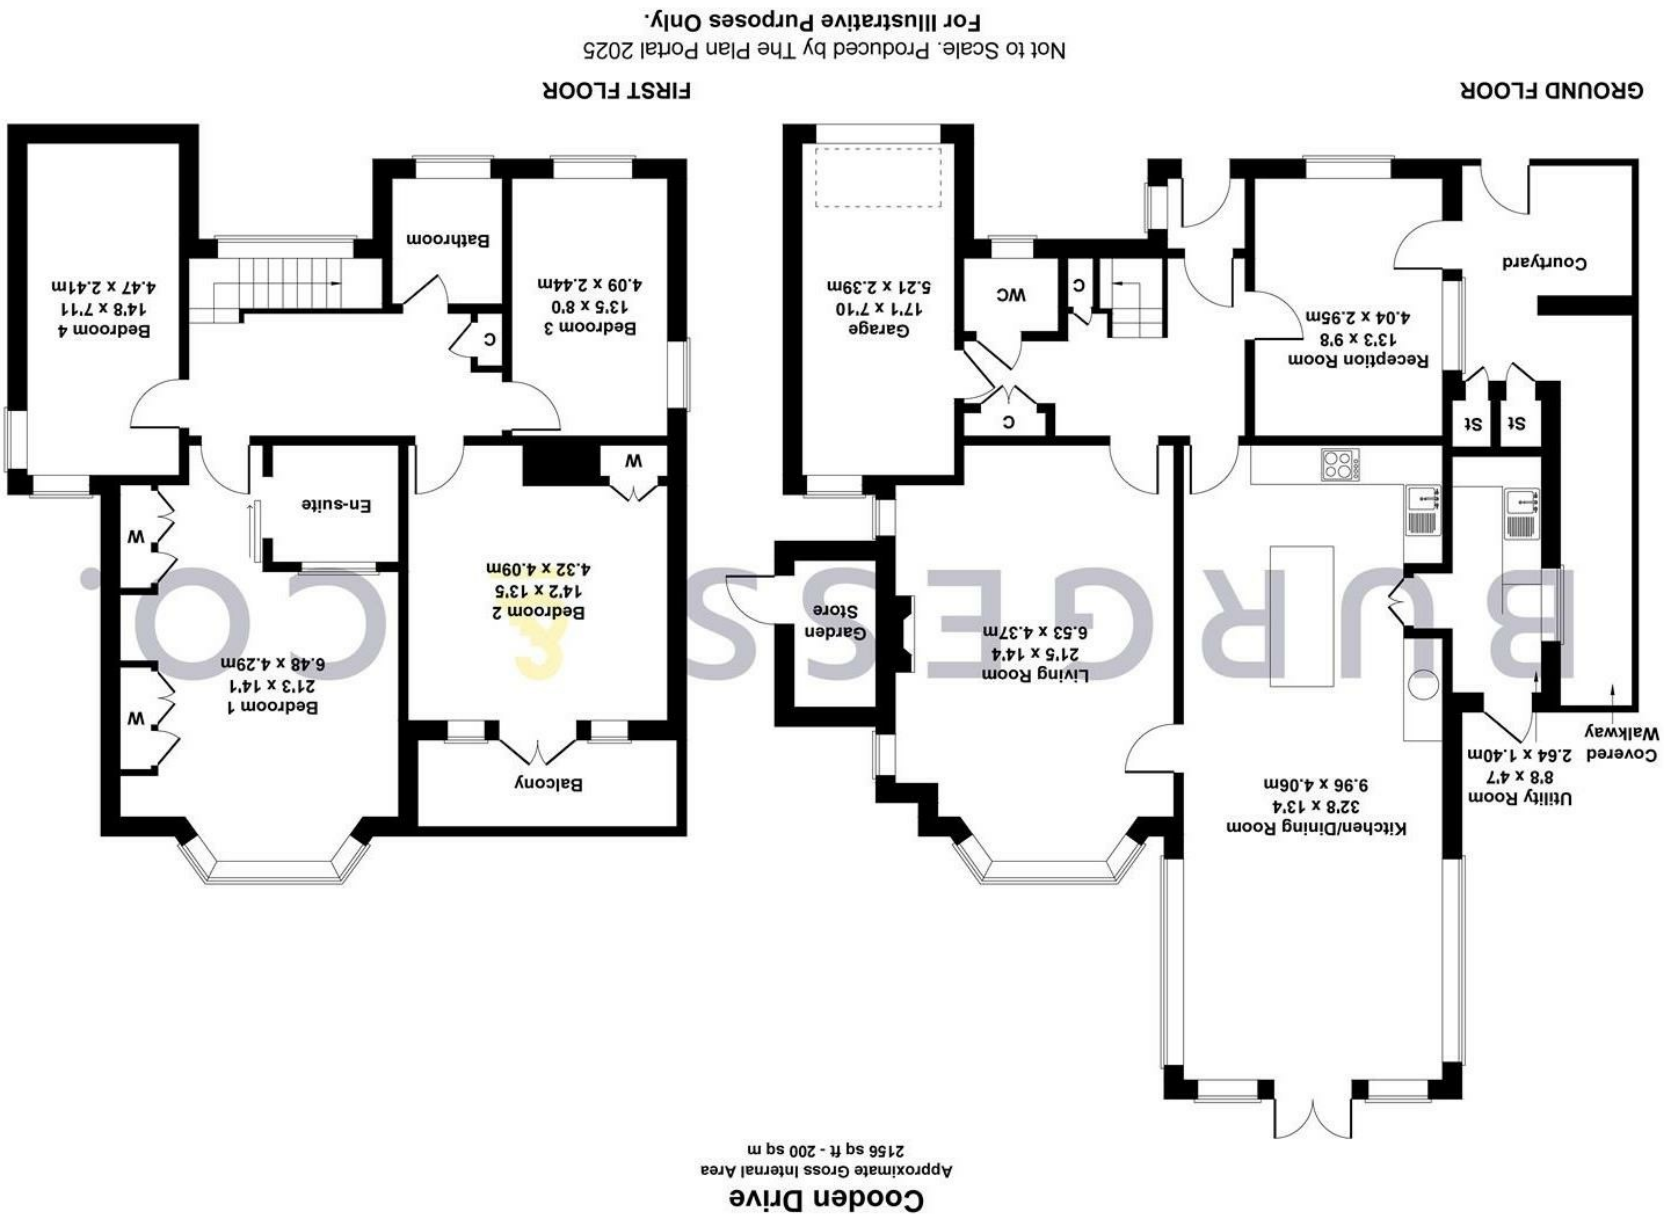 Cooden Drive
Approximate Gross Internal Area
2156 sq ft - 200 sq m
Kitchen/Dining Room
32'8 x 13'4
9.96 x 4.06m
Utility Room
8'8 x 4'7
2.64 x 1.40m
Covered
Walkway
Living Room
21'5 x 14'4
6.53 x 4.37m
Garden
Store
St
St
C
Reception Room
13'3 x 9'8
4.04 x 2.95m
Courtyard
C
WC
Garage
17'1 x 7'10
5.21 x 2.39m
GROUND FLOOR
Balcony
Bedroom 1
21'3 x 14'1
6.48 x 4.29m
W
W
Bedroom 2
14'2 x 13'5
4.32 x 4.09m
En-suite
W
C
Bedroom 3
13'5 x 8'0
4.09 x 2.44m
Bathroom
Bedroom 4
14'8 x 7'11
4.47 x 2.41m
FIRST FLOOR
BURGESS & CO.
Not to Scale. Produced by The Plan Portal 2025
For Illustrative Purposes Only.